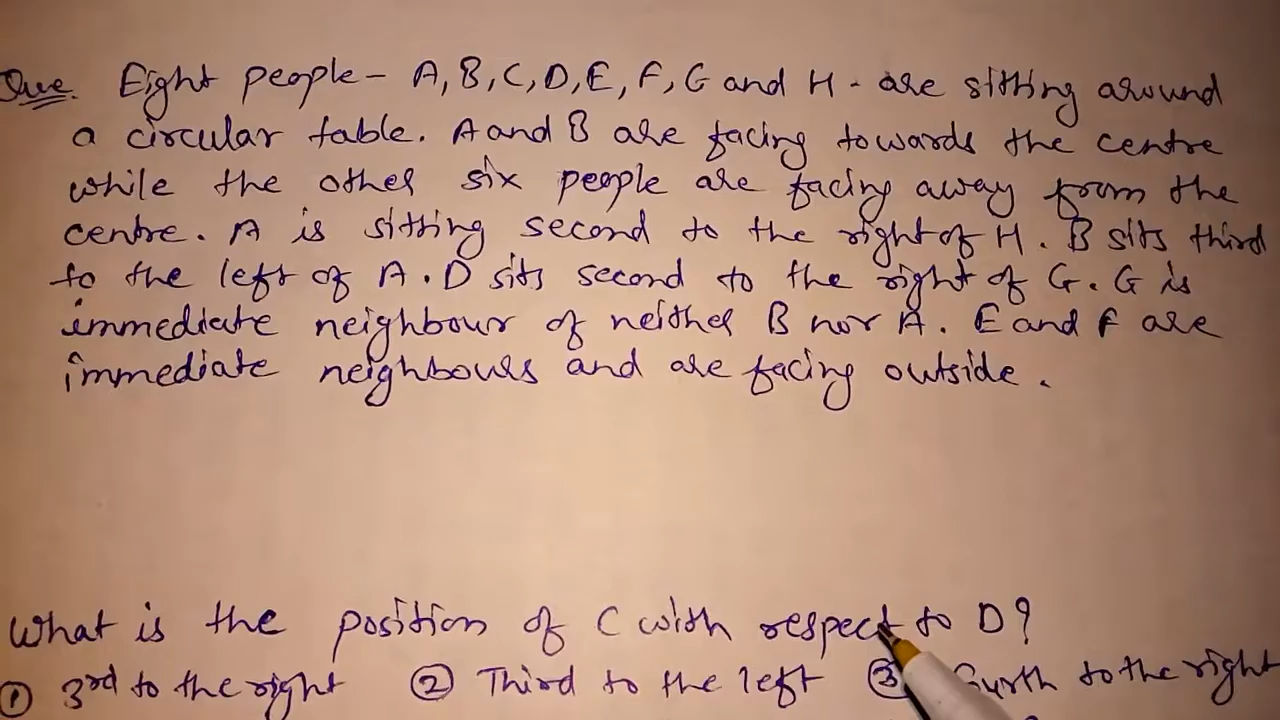 Que. Eight people - A, B, C, D, E, F, G and H - are sitting around
a circular table. A and B are facing towards the centre
while the other six people are facing away from the
centre. A is sitting second to the right of H. B sits third
to the left of A. D sits second to the right of G. G is
immediate neighbour of neither B nor A. E and F are
immediate neighbours and are facing outside.
What is the position of C with respect to D?
① 3rd to the right ② Third to the left ③ to the right